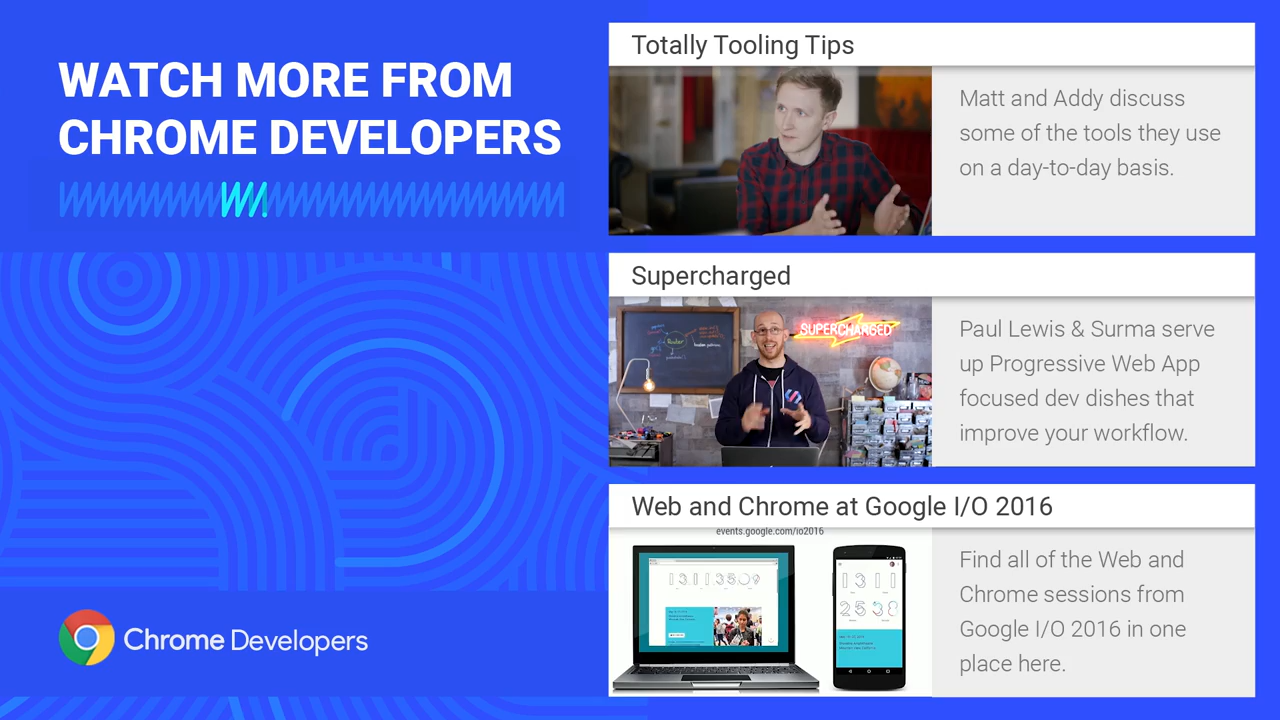 WATCH MORE FROM
CHROME DEVELOPERS
Chrome Developers
Totally Tooling Tips
Matt and Addy discuss
some of the tools they use
on a day-to-day basis.
Supercharged
SUPERCHARGED
Router
Paul Lewis & Surma serve
up Progressive Web App
focused dev dishes that
improve your workflow.
Web and Chrome at Google I/O 2016
events.google.com/io2016
Find all of the Web and
Chrome sessions from
Google I/O 2016 in one
place here.